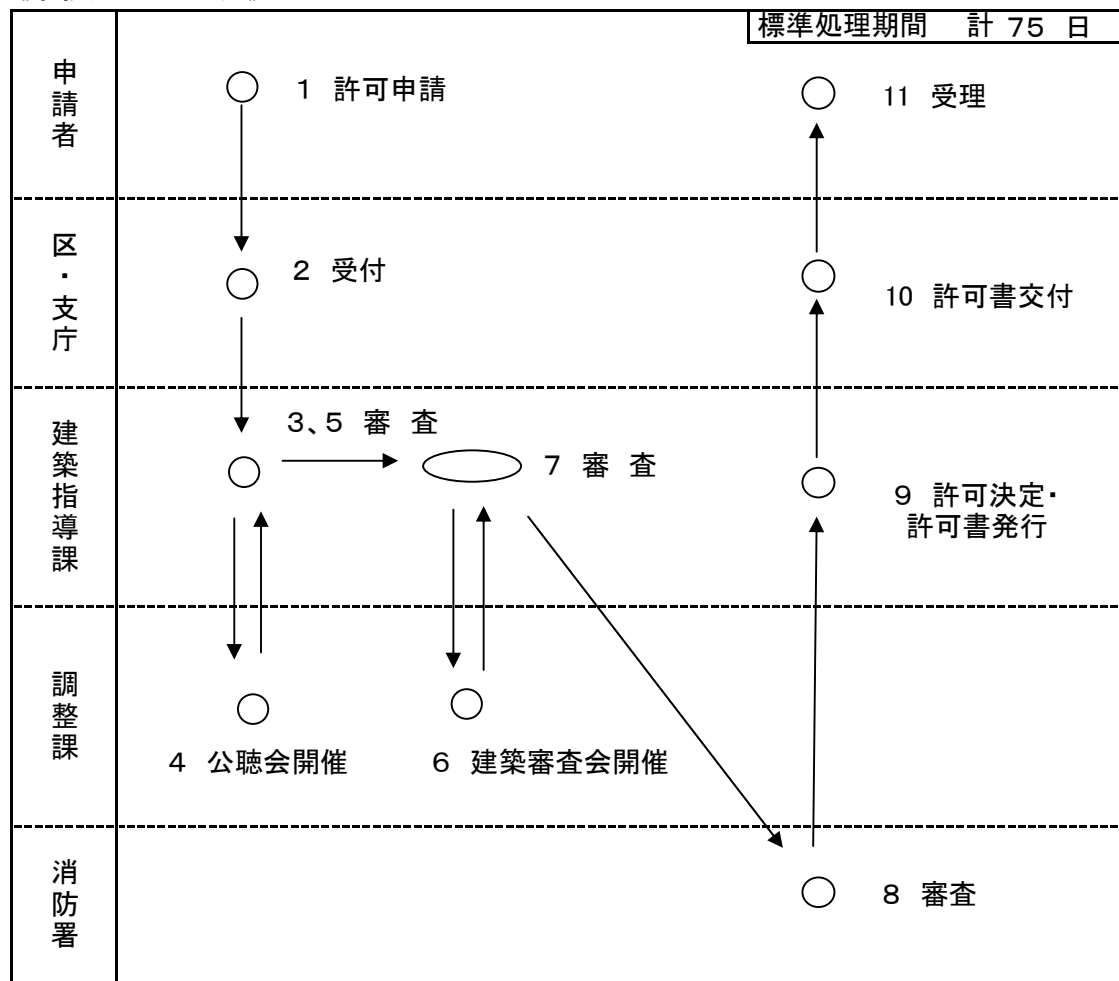 標準処理期間 計 75 日
申請者
1 許可申請
11 受理
区・支庁
2 受付
10 許可書交付
建築指導課
3、5 審 査
7 審 査
9 許可決定・
許可書発行
調整課
4 公聴会開催
6 建築審査会開催
消防署
8 審査